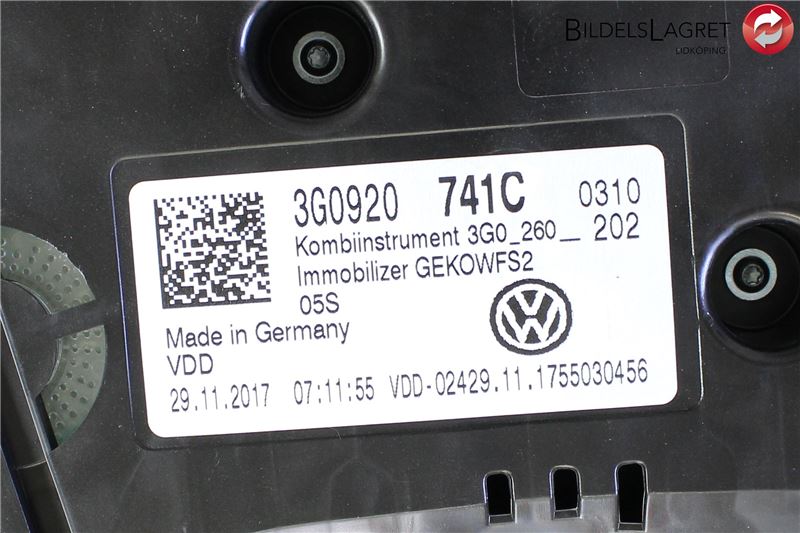 BILDELSLAGRET
LIDKÖPING
3G0920 741C 0310
Kombiinstrument 3G0_260__ 202
Immobilizer GEKOWFS2
05S
Made in Germany
VDD
29.11.2017 07:11:55 VDD-02429.11.1755030456